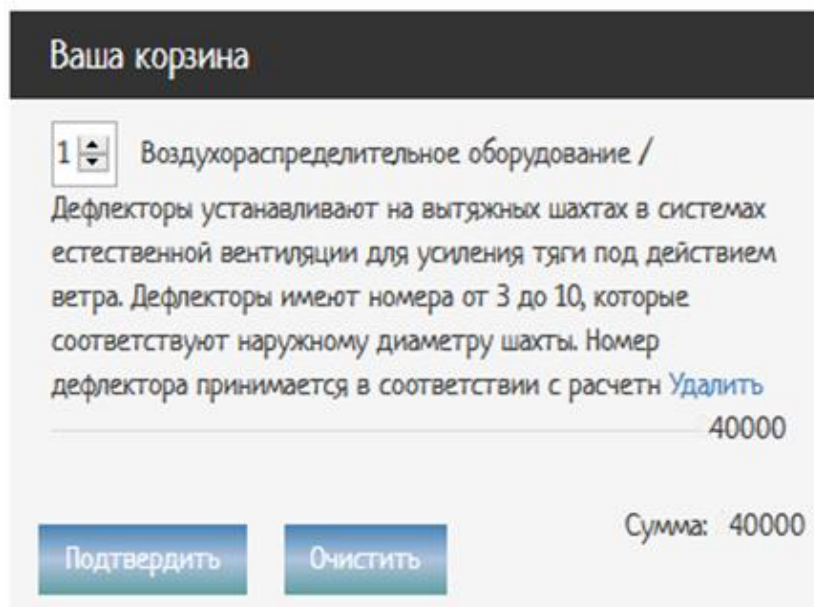 Ваша корзина
1 Воздухораспределительное оборудование /
Дефлекторы устанавливают на вытяжных шахтах в системах
естественной вентиляции для усиления тяги под действием
ветра. Дефлекторы имеют номера от 3 до 10, которые
соответствуют наружному диаметру шахты. Номер
дефлектора принимается в соответствии с расчетн Удалить
40000
Сумма: 40000
Подтвердить Очистить